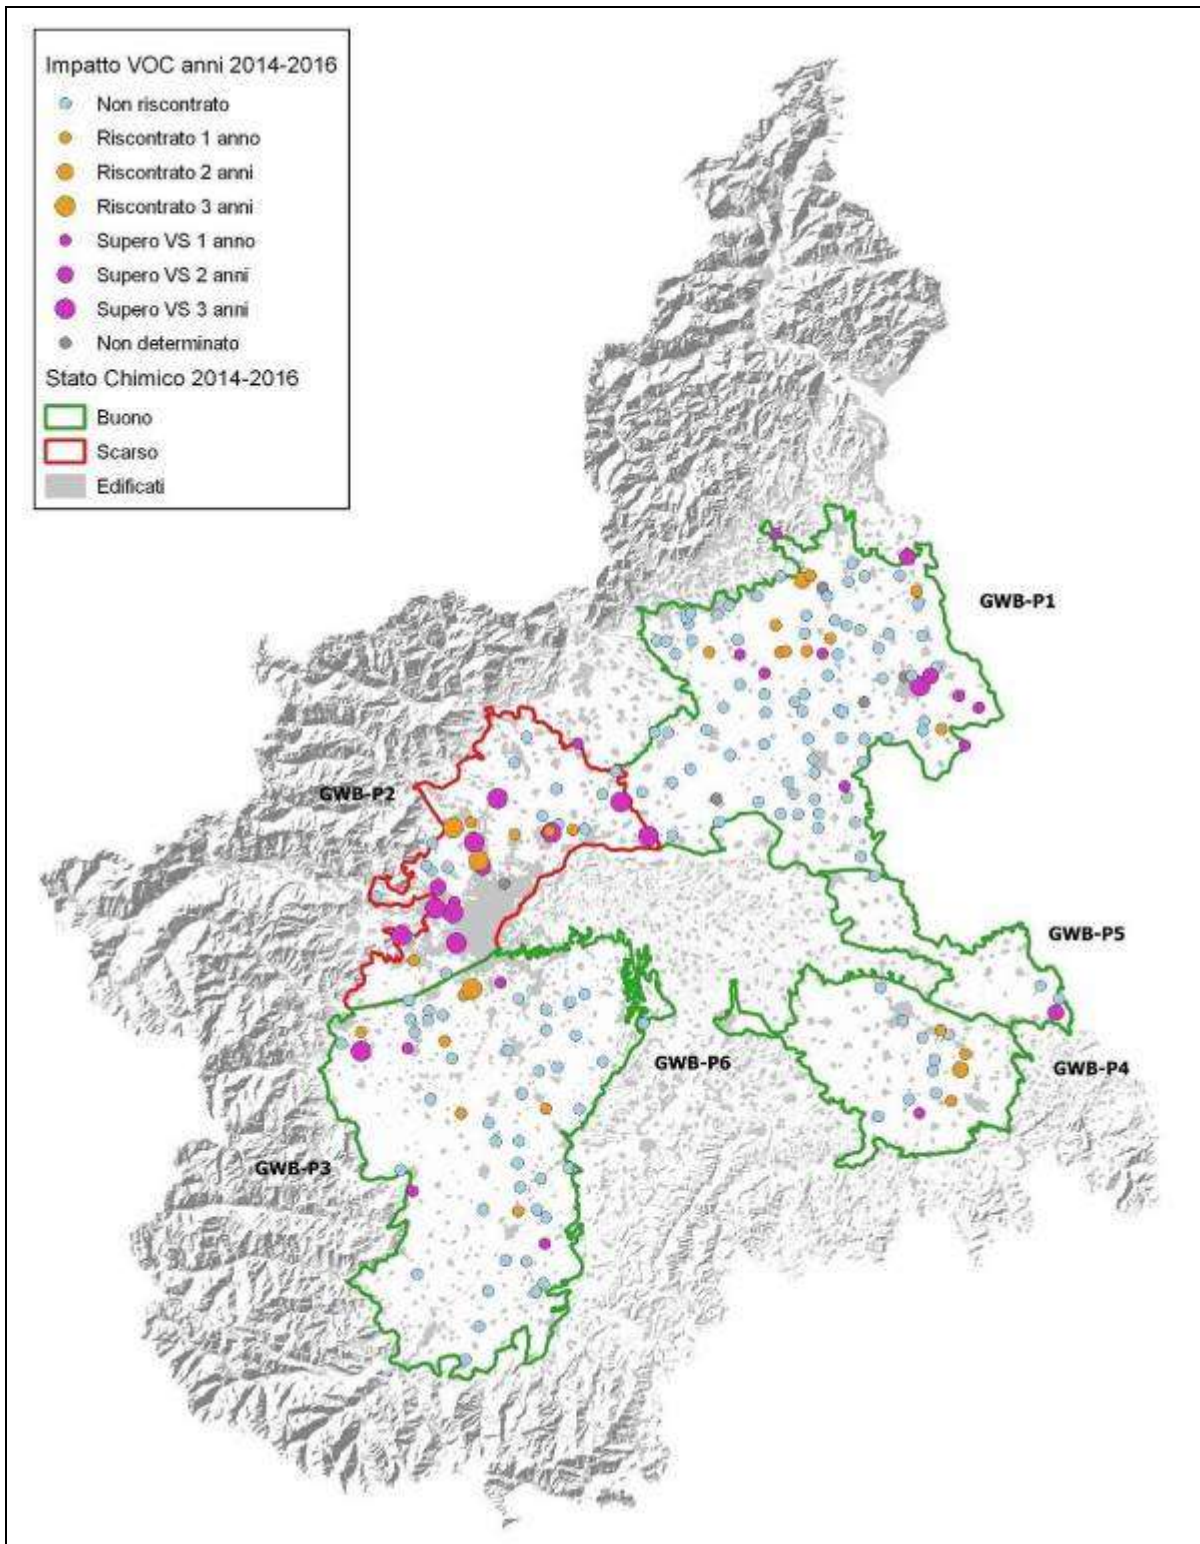 Impatto VOC anni 2014-2016
Non riscontrato
Riscontrato 1 anno
Riscontrato 2 anni
Riscontrato 3 anni
Supero VS 1 anno
Supero VS 2 anni
Supero VS 3 anni
Non determinato
Stato Chimico 2014-2016
Buono
Scarso
Edificati
GWB-P1
GWB-P2
GWB-P5
GWB-P6
GWB-P4
GWB-P3